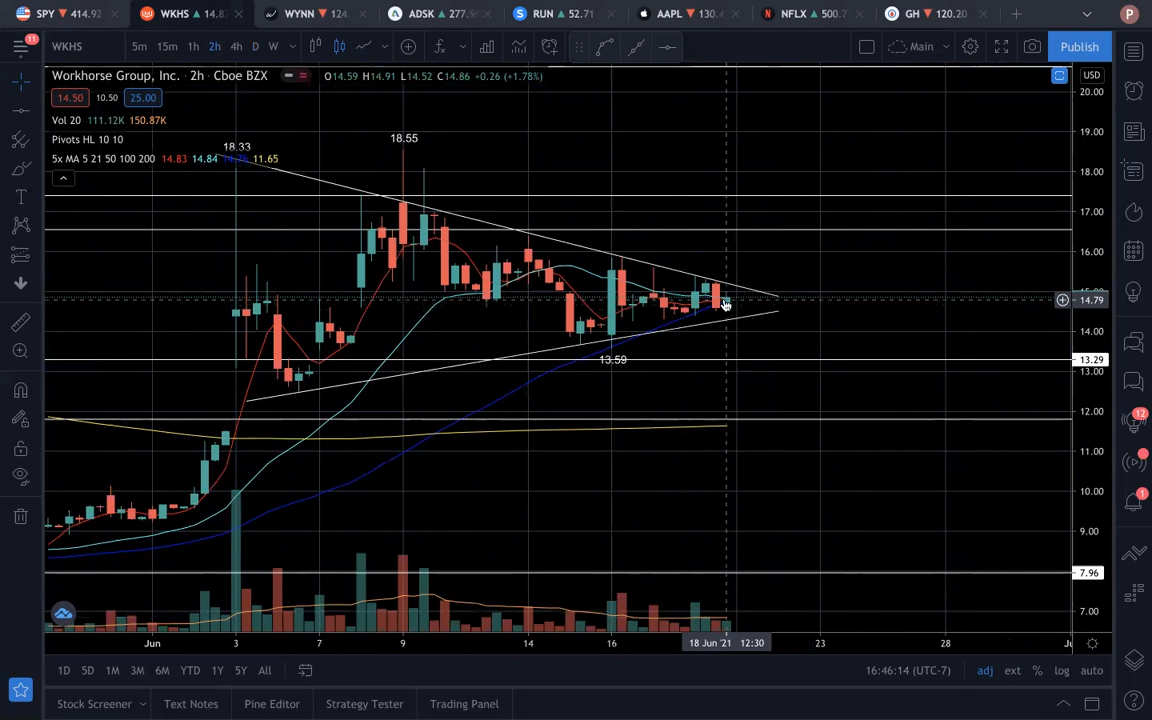 SPY 414.92 WKHS 14.8 WYNN 124. ADSK 277.9 RUN 52.71 AAPL 130. NFLX 500.7 GH 120.20 P
11 WKHS 5m 15m 1h 2h 4h D W Main Publish
Workhorse Group, Inc. · 2h · Cboe BZX O14.59 H14.91 L14.52 C14.86 +0.26 (+1.78%) USD
14.50 10.50 25.00
Vol 20 111.12K 150.87K
Pivots HL 10 10
5x MA 5 21 50 100 200 14.83 14.84 14.76 11.65
18.33
18.55
13.59
20.00
19.00
18.00
17.00
16.00
14.79
14.00
13.29
13.00
12.00
11.00
10.00
9.00
7.96
7.00
12
1
Jun 3 7 9 14 16 18 Jun '21 12:30 23 28
1D 5D 1M 3M 6M YTD 1Y 5Y All 16:46:14 (UTC-7) adj ext % log auto
Stock Screener Text Notes Pine Editor Strategy Tester Trading Panel